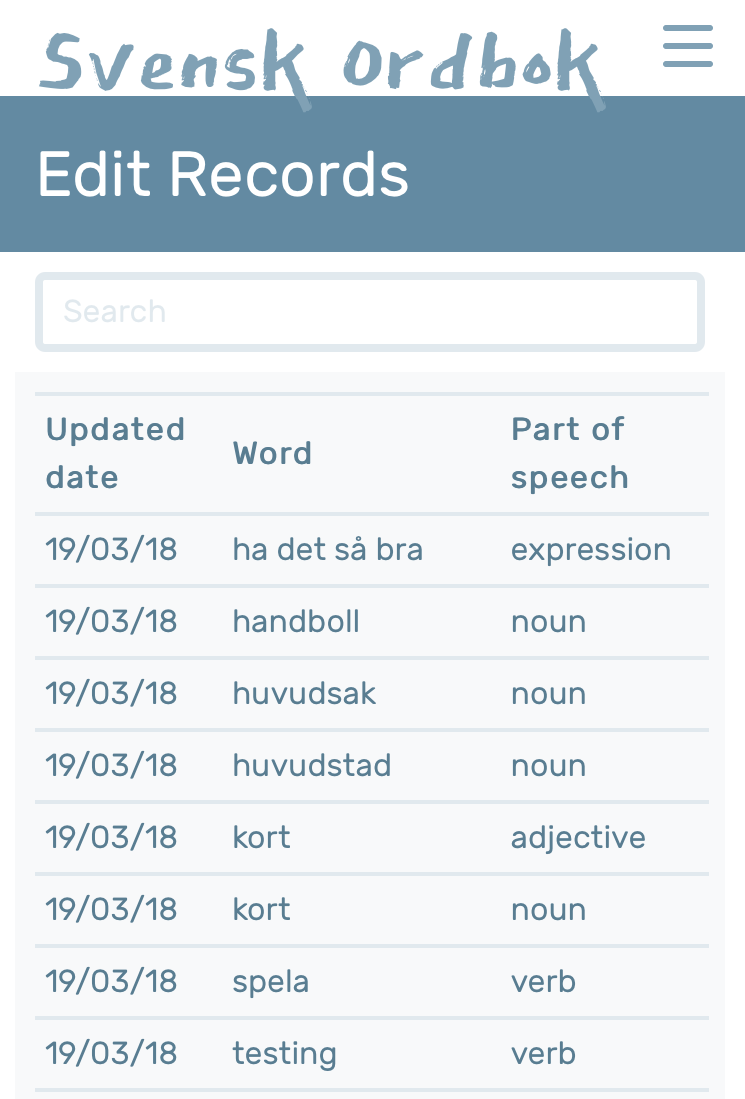 Svensk Ordbok
Edit Records
Search
Updated date Word Part of speech
19/03/18 ha det så bra expression
19/03/18 handboll noun
19/03/18 huvudsak noun
19/03/18 huvudstad noun
19/03/18 kort adjective
19/03/18 kort noun
19/03/18 spela verb
19/03/18 testing verb